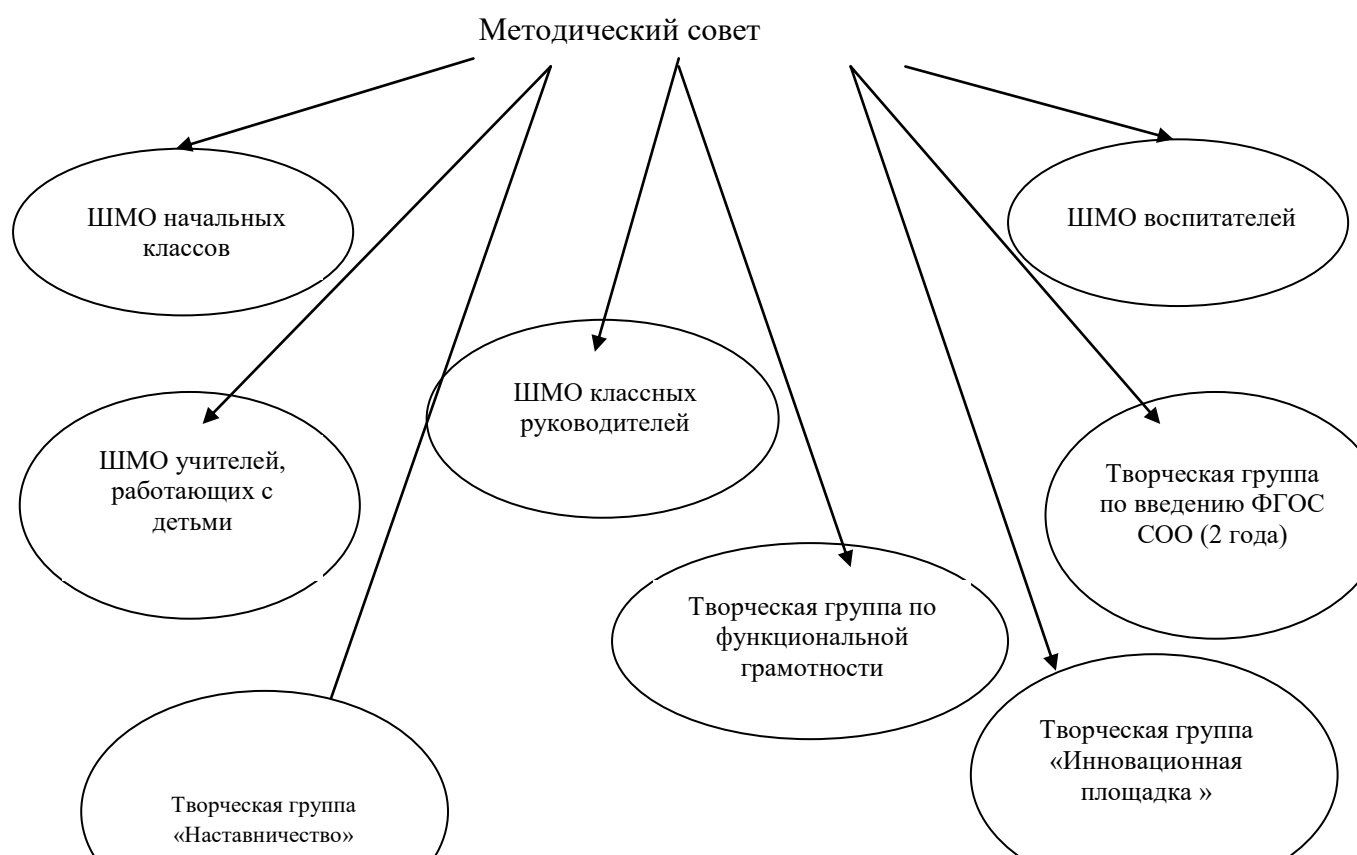 Методический совет
ШМО начальных
классов
ШМО воспитателей
ШМО классных
руководителей
ШМО учителей,
работающих с
детьми
Творческая группа
по введению ФГОС
СОО (2 года)
Творческая группа по
функциональной
грамотности
Творческая группа
«Инновационная
площадка »
Творческая группа
«Наставничество»